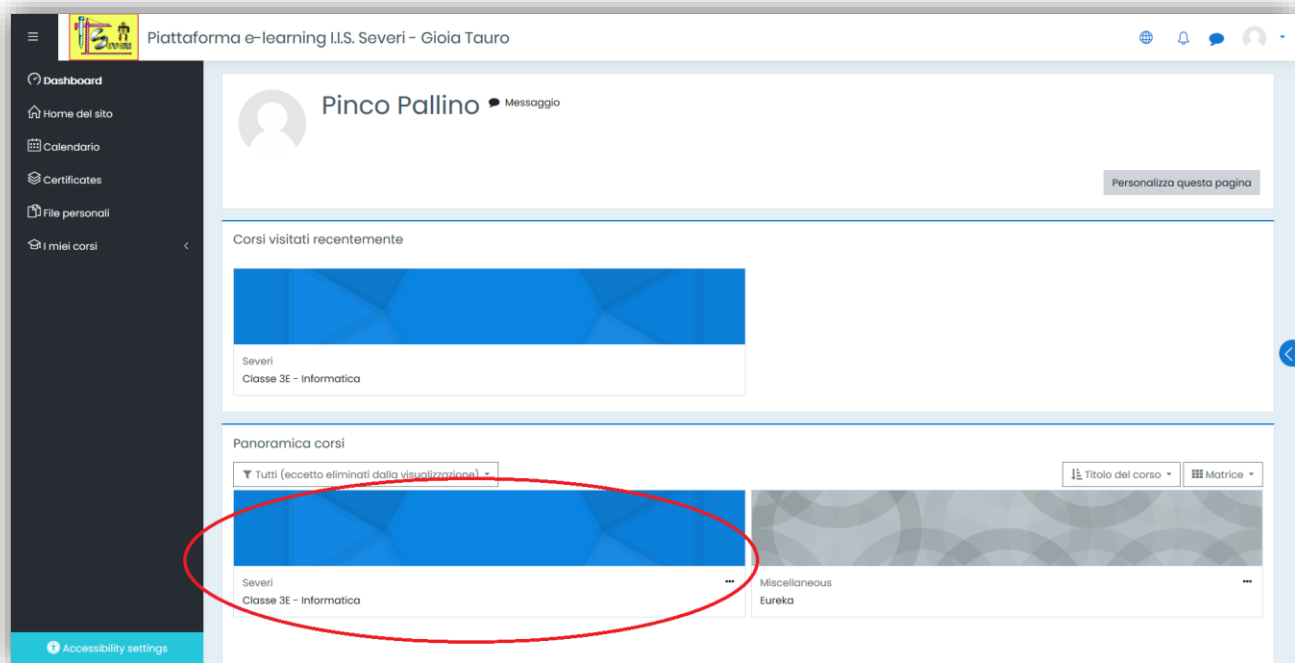 Severi
Piattaforma e-learning I.I.S. Severi - Gioia Tauro
Dashboard
Home del sito
Calendario
Certificates
File personali
I miei corsi
Accessibility settings
Pinco Pallino Messaggio
Personalizza questa pagina
Corsi visitati recentemente
Severi
Classe 3E - Informatica
Panoramica corsi
Tutti (eccetto eliminati dalla visualizzazione)
Titolo del corso
Matrice
Severi
Classe 3E - Informatica
Miscellaneous
Eureka